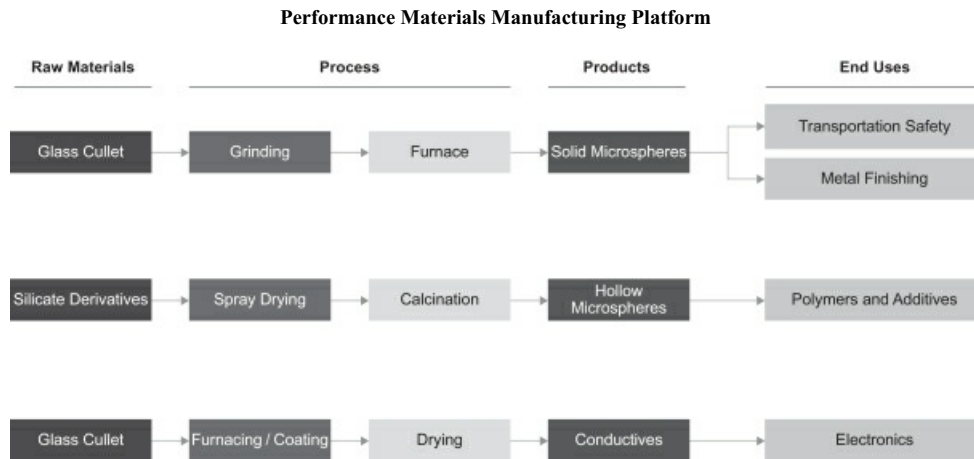 Performance Materials Manufacturing Platform
Raw Materials
Process
Products
End Uses
Glass Cullet
Grinding
Furnace
Solid Microspheres
Transportation Safety
Metal Finishing
Silicate Derivatives
Spray Drying
Calcination
Hollow
Microspheres
Polymers and Additives
Glass Cullet
Furnacing / Coating
Drying
Conductives
Electronics